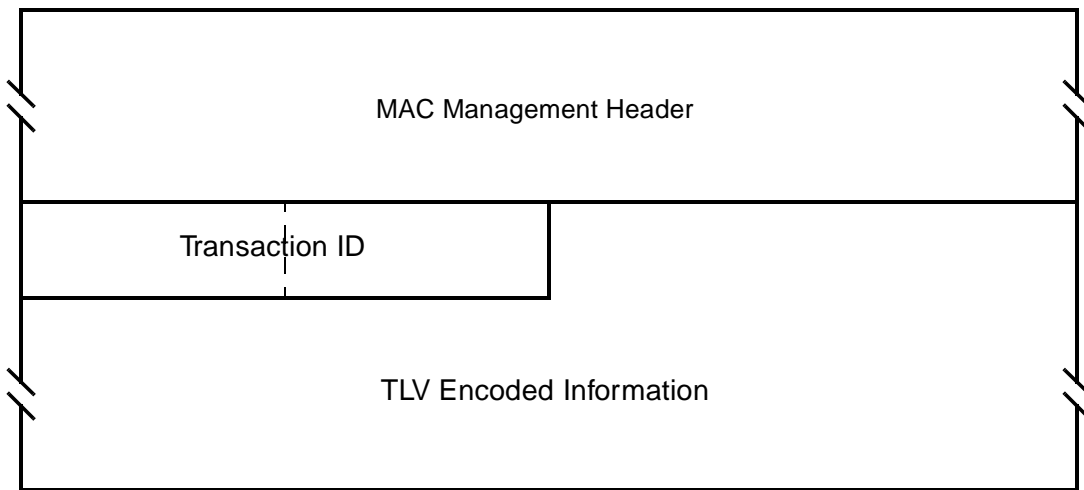 MAC Management Header
Transaction ID
TLV Encoded Information